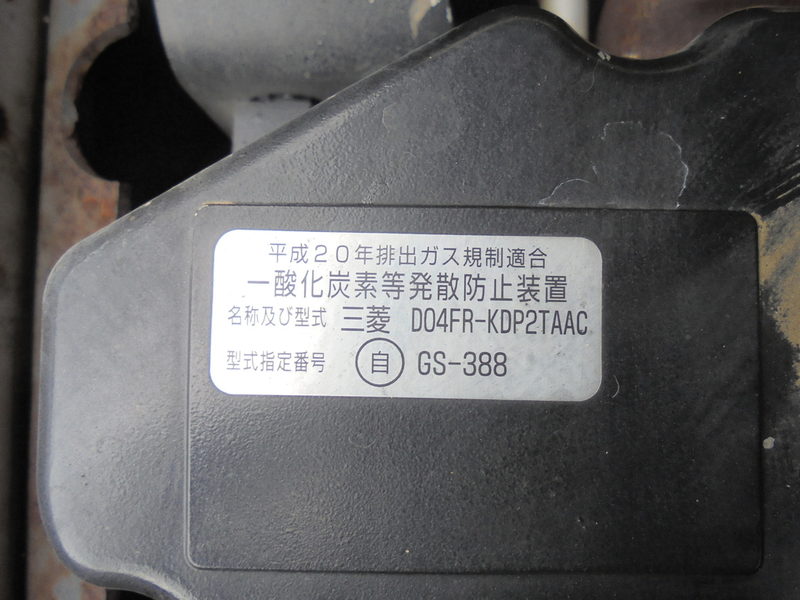 平成20年排出ガス規制適合
一酸化炭素等発散防止装置
名称及び型式 三菱 D04FR-KDP2TAAC
型式指定番号 自 GS-388